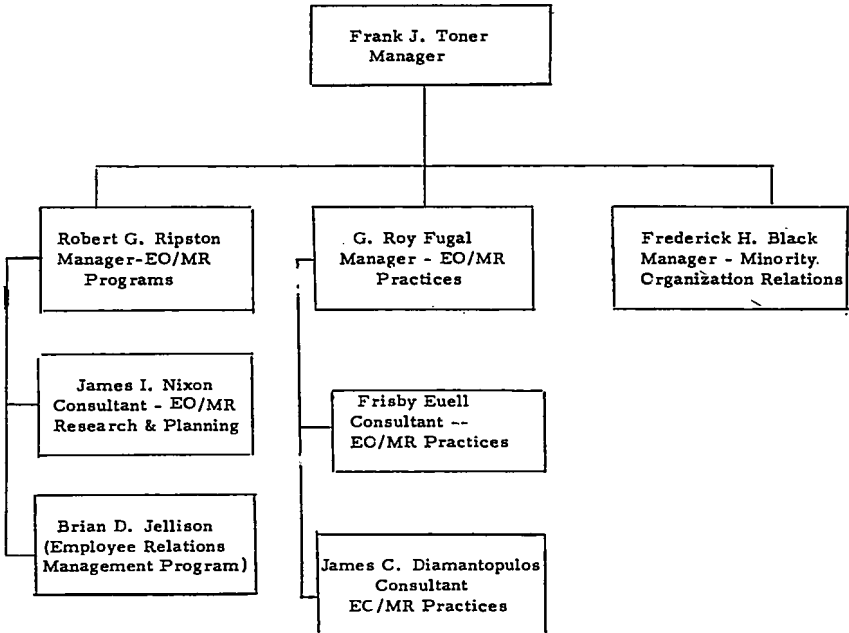 Frank J. Toner
Manager
Robert G. Ripston
Manager-EO/MR
Programs
G. Roy Fugal
Manager - EO/MR
Practices
Frederick H. Black
Manager - Minority.
Organization Relations
James I. Nixon
Consultant - EO/MR
Research & Planning
Frisby Euell
Consultant --
EO/MR Practices
Brian D. Jellison
(Employee Relations
Management Program)
James C. Diamantopulos
Consultant
EC/MR Practices